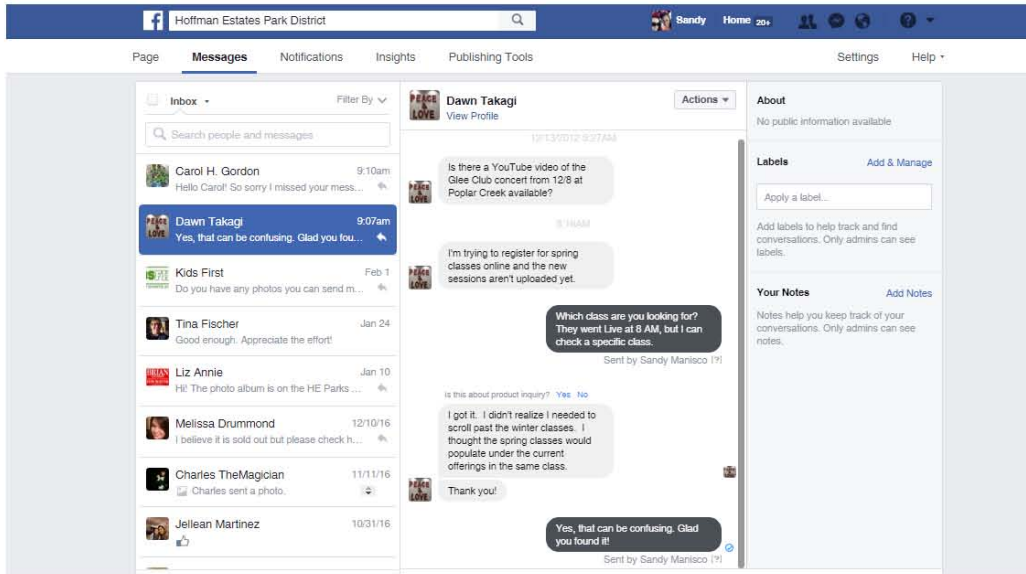 Hoffman Estates Park District
Sandy Home 20+
Page Messages Notifications Insights Publishing Tools Settings Help
Inbox
Filter By
Search people and messages
Carol H. Gordon 9:10am
Hello Carol! So sorry I missed your mess...
Dawn Takagi 9:07am
Yes, that can be confusing. Glad you fou...
Kids First Feb 1
Do you have any photos you can send m...
Tina Fischer Jan 24
Good enough. Appreciate the effort!
Liz Annie Jan 10
Hi! The photo album is on the HE Parks ...
Melissa Drummond 12/10/16
I believe it is sold out but please check h...
Charles TheMagician 11/11/16
Charles sent a photo.
Jellean Martinez 10/31/16
PEACE & LOVE
Dawn Takagi
View Profile
Actions
12/13/2012 9:27AM
Is there a YouTube video of the
Glee Club concert from 12/8 at
Poplar Creek available?
I'm trying to register for spring
classes online and the new
sessions aren't uploaded yet.
Which class are you looking for?
They went Live at 8 AM, but I can
check a specific class.
Sent by Sandy Manisco [?]
Is this about product inquiry? Yes No
I got it. I didn't realize I needed to
scroll past the winter classes. I
thought the spring classes would
populate under the current
offerings in the same class.
Thank you!
Yes, that can be confusing. Glad
you found it!
Sent by Sandy Manisco [?]
About
No public information available
Labels Add & Manage
Apply a label...
Add labels to help track and find
conversations. Only admins can see
labels.
Your Notes Add Notes
Notes help you keep track of your
conversations. Only admins can see
notes.